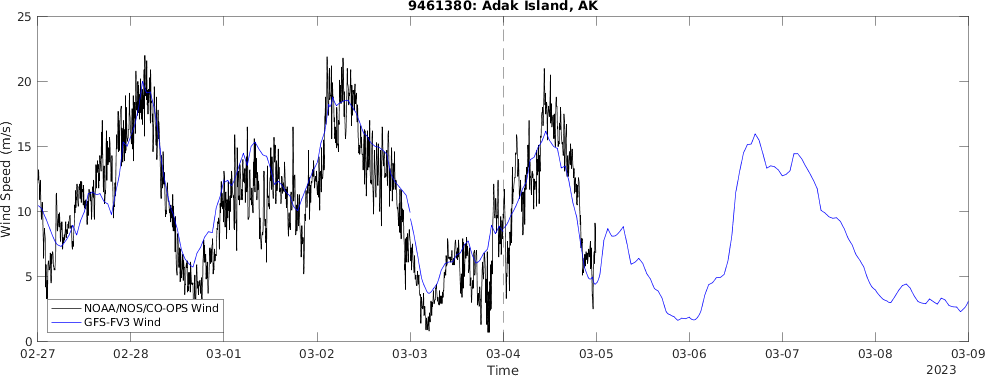 9461380: Adak Island, AK
25
20
15
10
5
0
Wind Speed (m/s)
NOAA/NOS/CO-OPS Wind
GFS-FV3 Wind
02-27 02-28 03-01 03-02 03-03 03-04 03-05 03-06 03-07 03-08 03-09
Time
2023